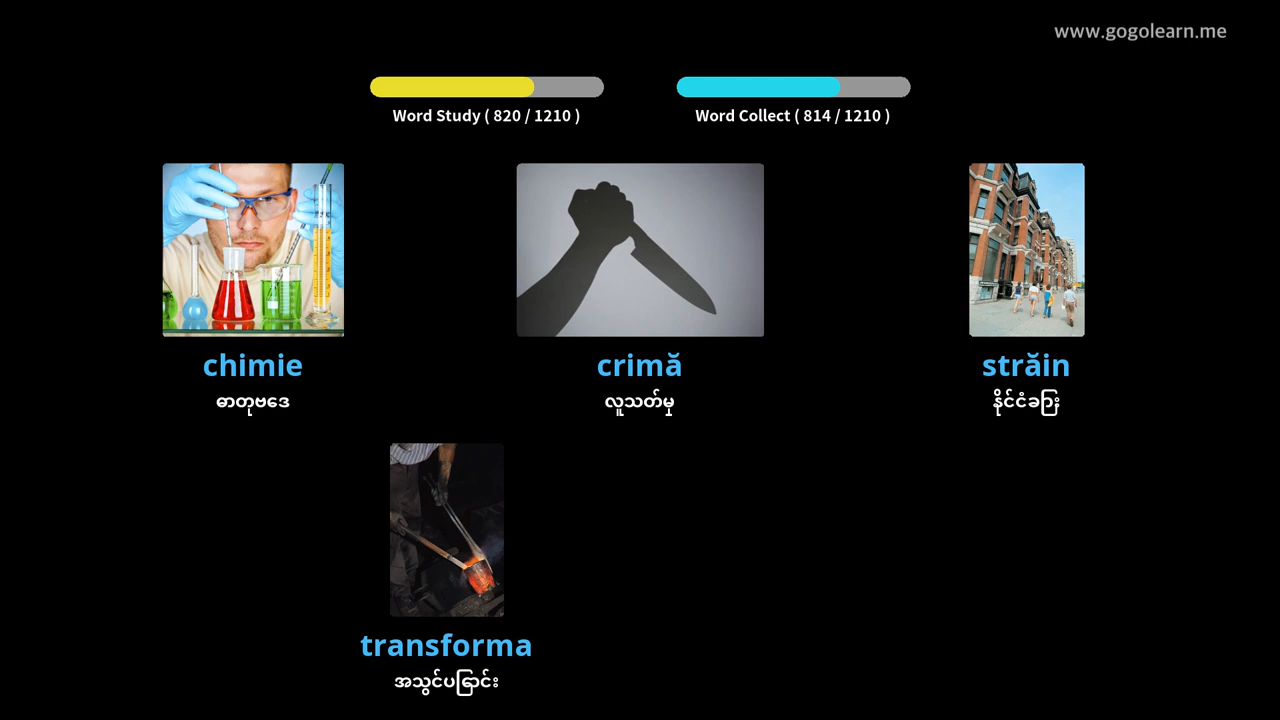 www.gogolearn.me
Word Study ( 820 / 1210 )
Word Collect ( 814 / 1210 )
chimie
crimă
străin
ဓာတုဗဒေ
လူသတ်မှု
နိုင်ငံခြား
transforma
အသွင်ပြောင်း